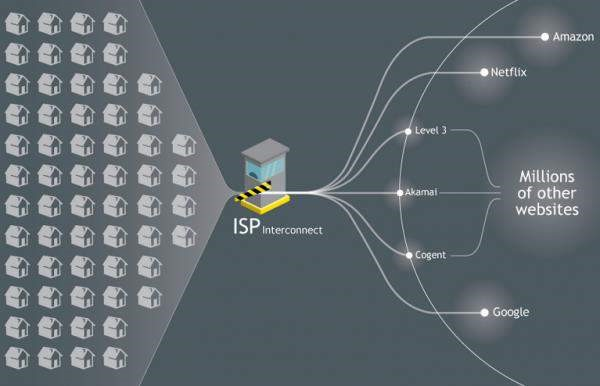 Amazon
Netflix
Level 3
Akamai
Millions
of other
websites
ISP Interconnect
Cogent
Google